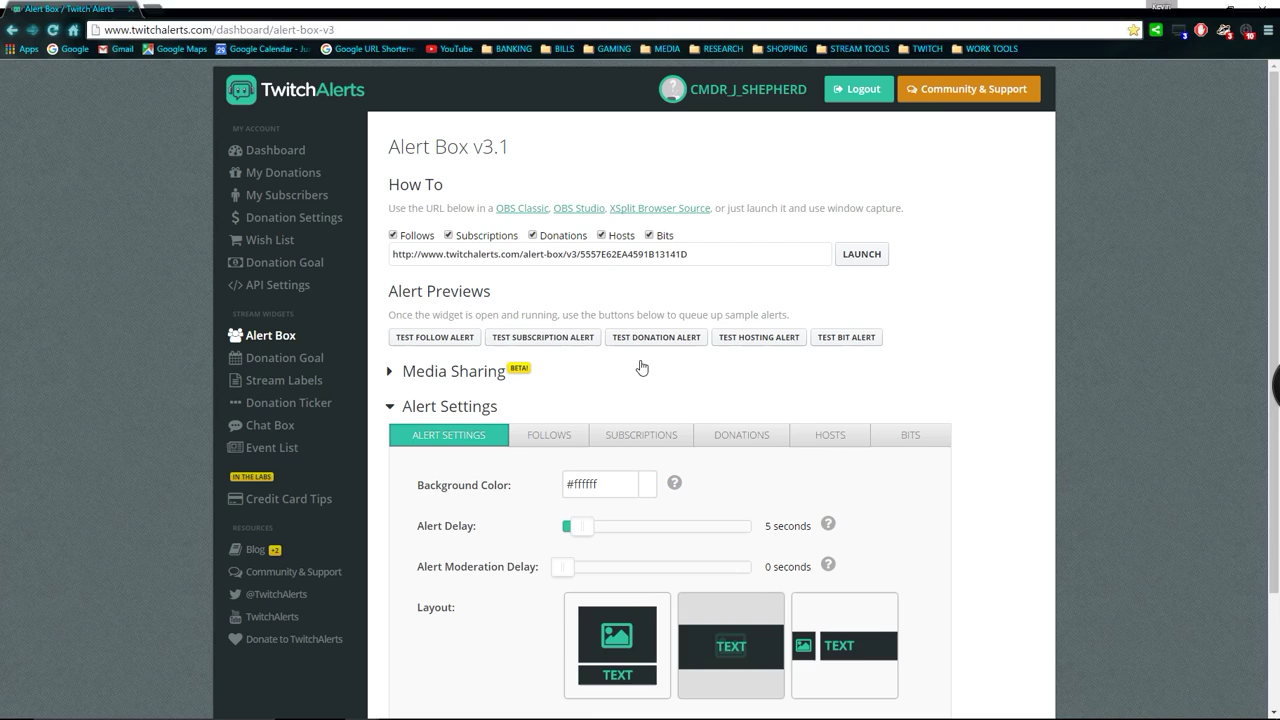 Alert Box / Twitch Alerts
www.twitchalerts.com/dashboard/alert-box-v3
Apps Google Gmail Google Maps Google Calendar - Ju Google URL Shortene YouTube BANKING BILLS GAMING MEDIA RESEARCH SHOPPING STREAM TOOLS TWITCH WORK TOOLS
TwitchAlerts
CMDR_J_SHEPHERD
Logout
Community & Support
MY ACCOUNT
Dashboard
My Donations
My Subscribers
Donation Settings
Wish List
Donation Goal
API Settings
STREAM WIDGETS
Alert Box
Donation Goal
Stream Labels
Donation Ticker
Chat Box
Event List
IN THE LABS
Credit Card Tips
RESOURCES
Blog +2
Community & Support
@TwitchAlerts
TwitchAlerts
Donate to TwitchAlerts
Alert Box v3.1
How To
Use the URL below in a OBS Classic, OBS Studio, XSplit Browser Source, or just launch it and use window capture.
Follows Subscriptions Donations Hosts Bits
http://www.twitchalerts.com/alert-box/v3/5557E62EA4591B13141D LAUNCH
Alert Previews
Once the widget is open and running, use the buttons below to queue up sample alerts.
TEST FOLLOW ALERT TEST SUBSCRIPTION ALERT TEST DONATION ALERT TEST HOSTING ALERT TEST BIT ALERT
Media Sharing BETA!
Alert Settings
ALERT SETTINGS FOLLOWS SUBSCRIPTIONS DONATIONS HOSTS BITS
Background Color: #ffffff ?
Alert Delay: 5 seconds ?
Alert Moderation Delay: 0 seconds ?
Layout:
TEXT
TEXT
TEXT